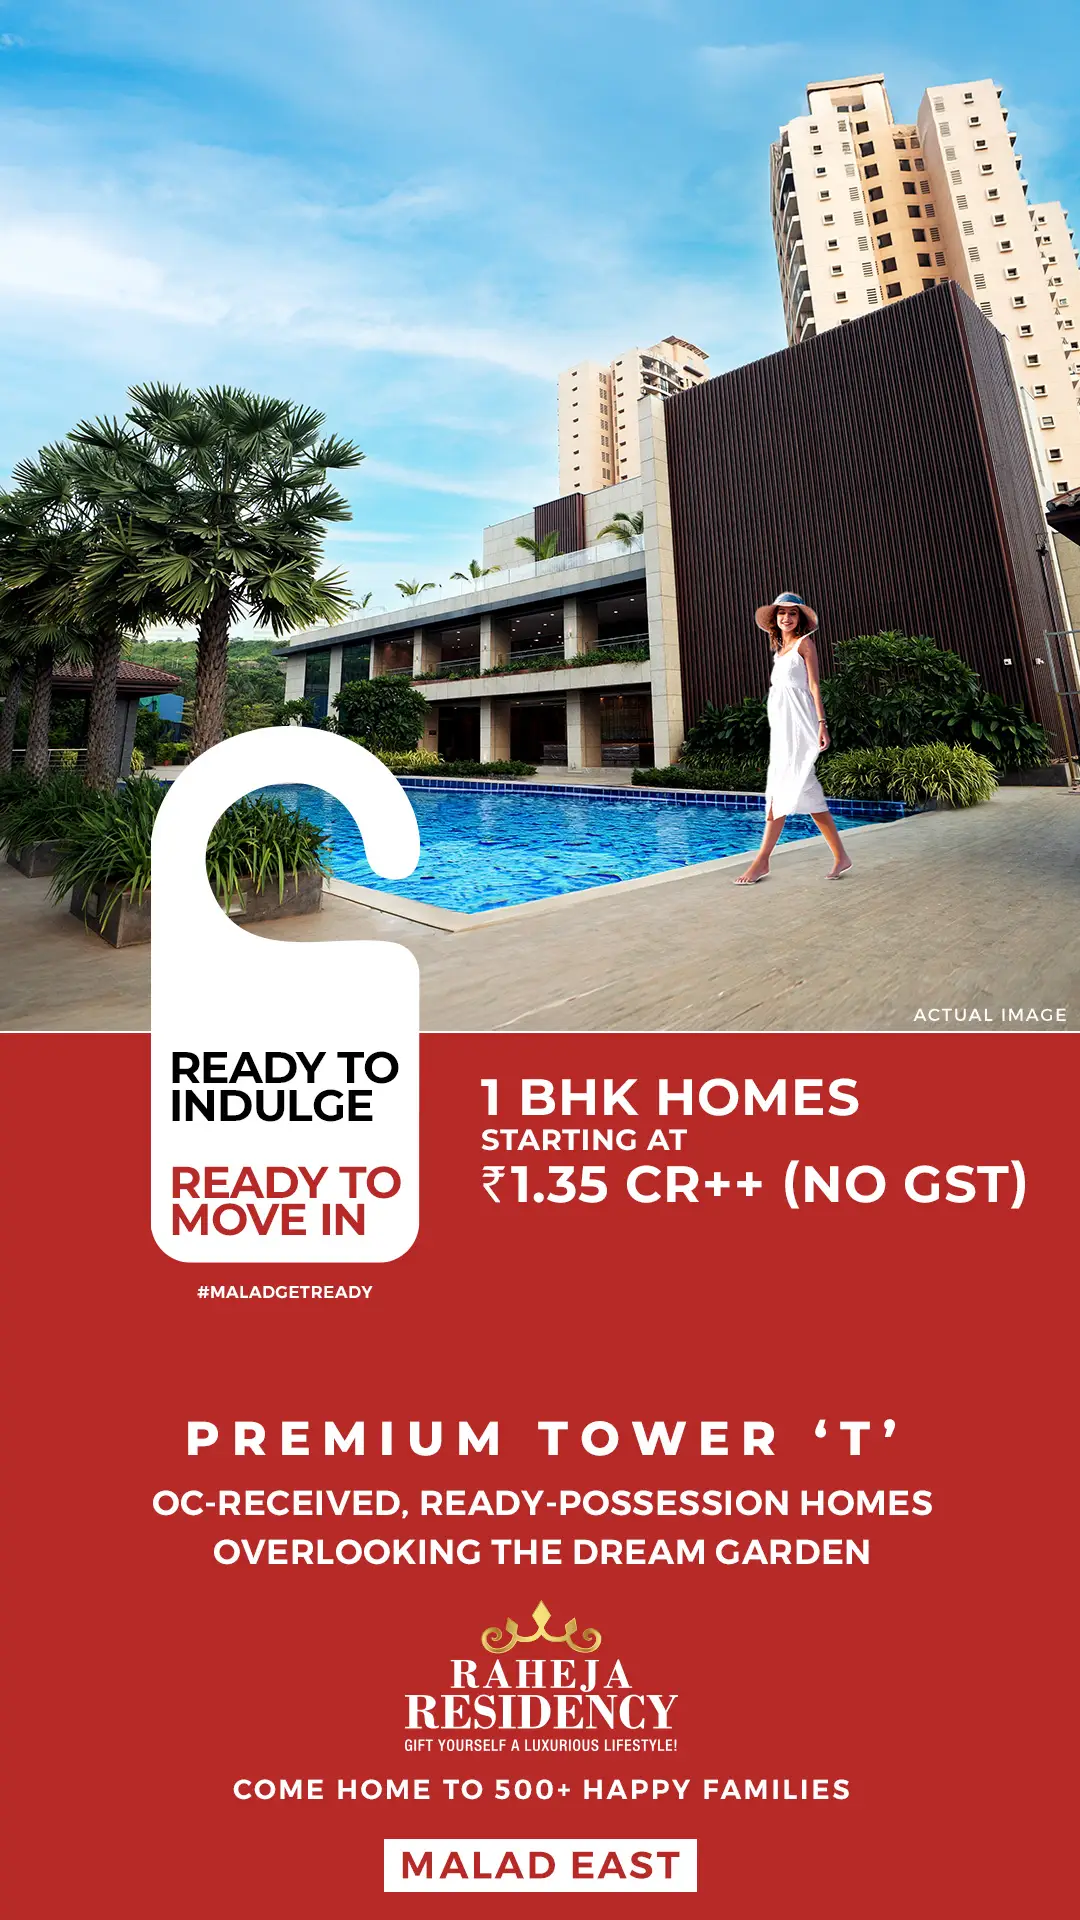 ACTUAL IMAGE
READY TO
INDULGE
READY TO
MOVE IN
#MALADGETREADY
1 BHK HOMES
STARTING AT
₹1.35 CR++ (NO GST)
PREMIUM TOWER ‘T’
OC-RECEIVED, READY-POSSESSION HOMES
OVERLOOKING THE DREAM GARDEN
RAHEJA
RESIDENCY
GIFT YOURSELF A LUXURIOUS LIFESTYLE!
COME HOME TO 500+ HAPPY FAMILIES
MALAD EAST